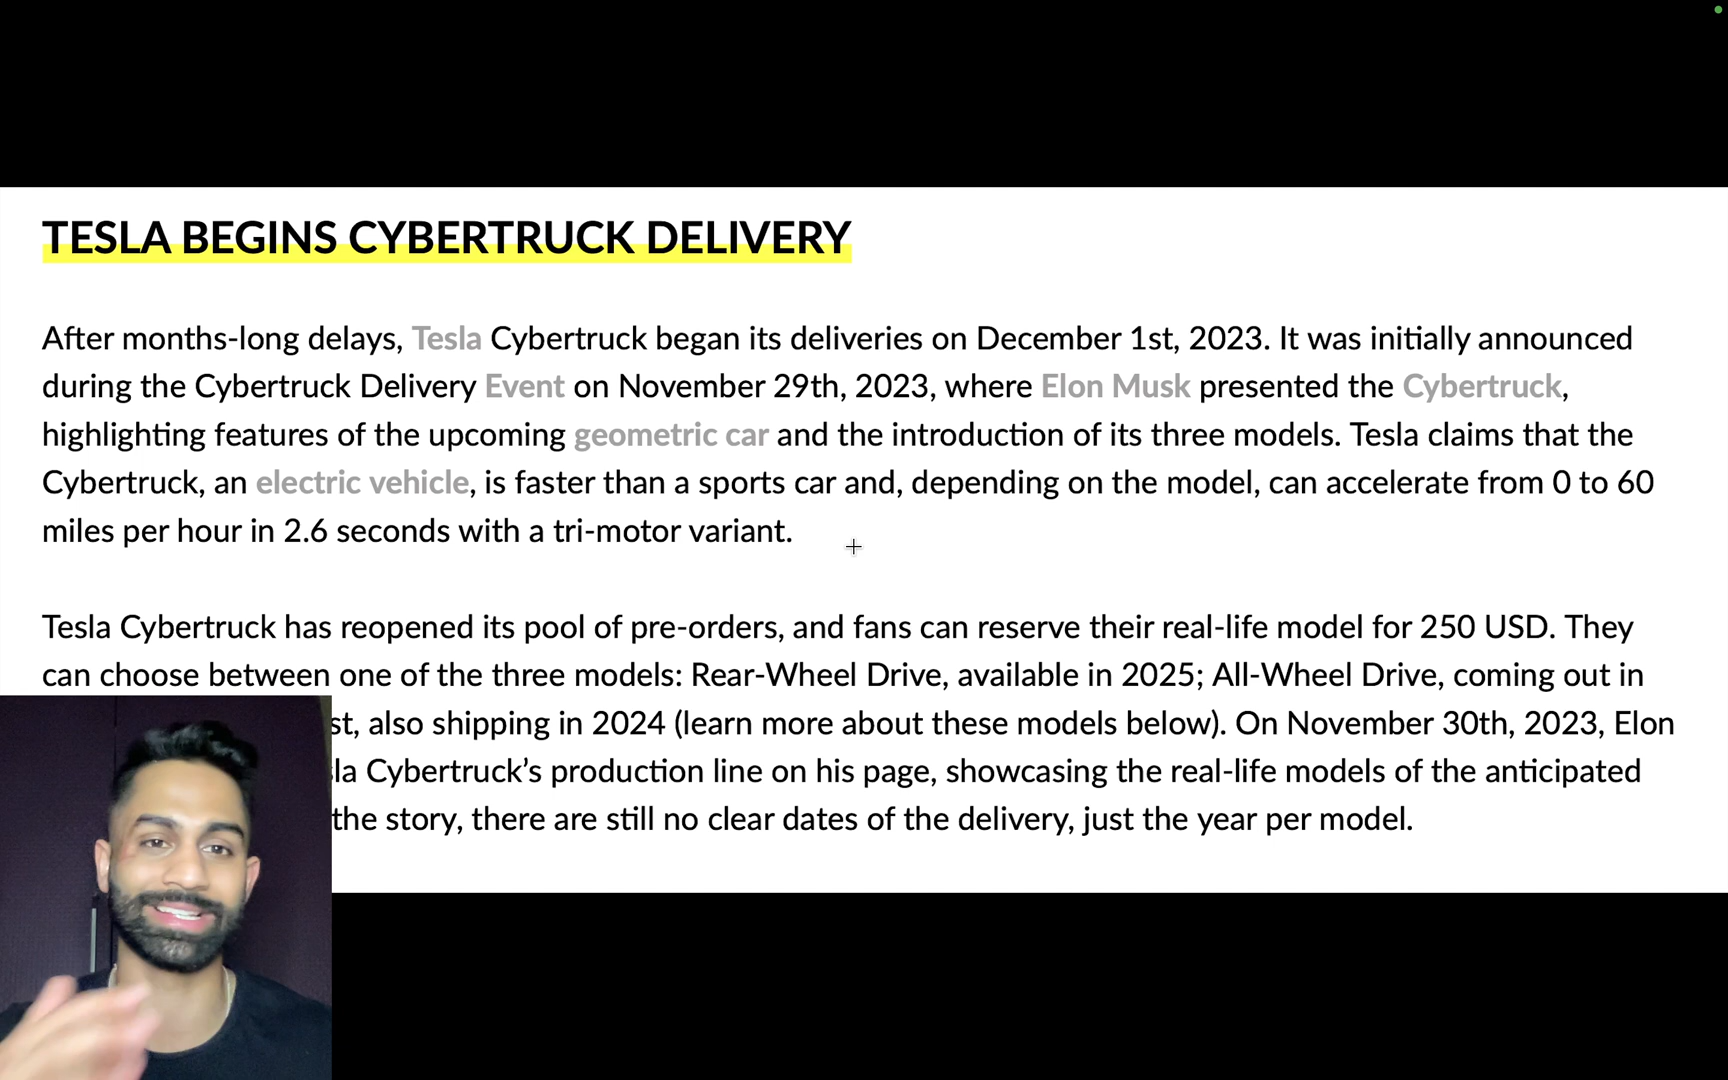 TESLA BEGINS CYBERTRUCK DELIVERY
After months-long delays, Tesla Cybertruck began its deliveries on December 1st, 2023. It was initially announced
during the Cybertruck Delivery Event on November 29th, 2023, where Elon Musk presented the Cybertruck,
highlighting features of the upcoming geometric car and the introduction of its three models. Tesla claims that the
Cybertruck, an electric vehicle, is faster than a sports car and, depending on the model, can accelerate from 0 to 60
miles per hour in 2.6 seconds with a tri-motor variant.
Tesla Cybertruck has reopened its pool of pre-orders, and fans can reserve their real-life model for 250 USD. They
can choose between one of the three models: Rear-Wheel Drive, available in 2025; All-Wheel Drive, coming out in
st, also shipping in 2024 (learn more about these models below). On November 30th, 2023, Elon
la Cybertruck’s production line on his page, showcasing the real-life models of the anticipated
the story, there are still no clear dates of the delivery, just the year per model.